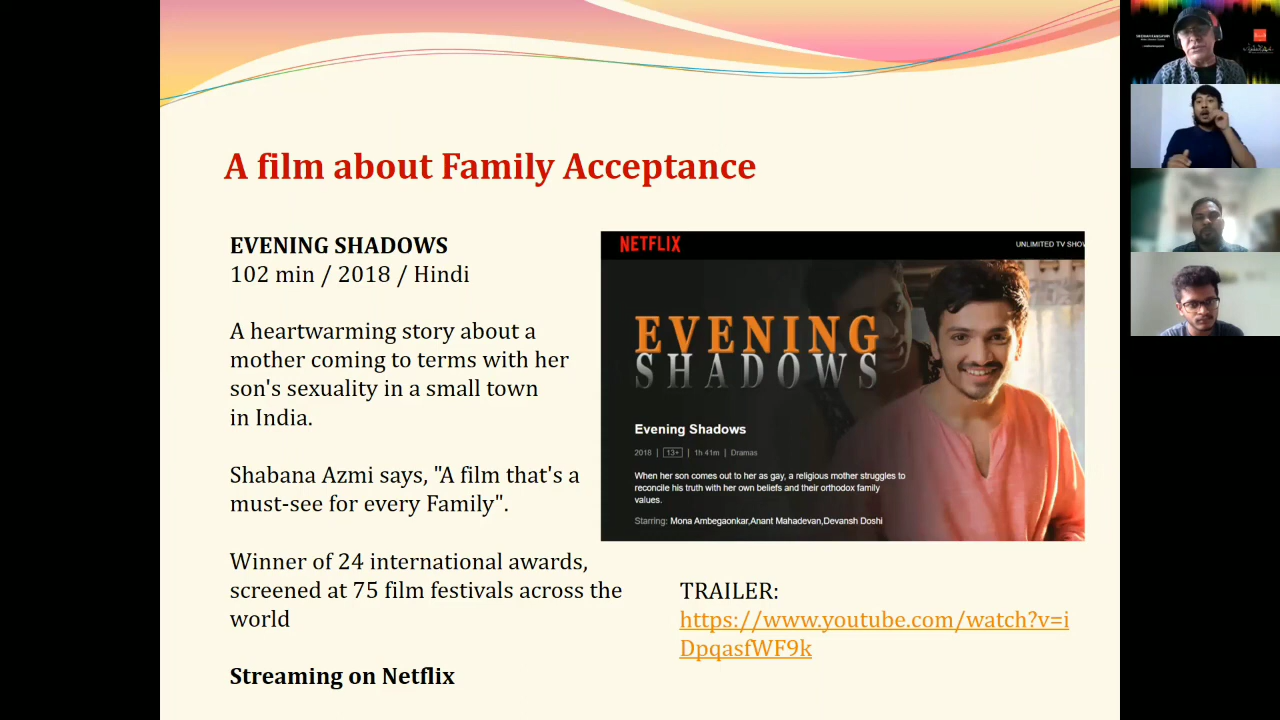 A film about Family Acceptance
EVENING SHADOWS
102 min / 2018 / Hindi
A heartwarming story about a
mother coming to terms with her
son's sexuality in a small town
in India.
Shabana Azmi says, "A film that's a
must-see for every Family".
Winner of 24 international awards,
screened at 75 film festivals across the
world
Streaming on Netflix
NETFLIX
UNLIMITED TV SHOW
EVENING
SHADOWS
Evening Shadows
2018 | 13+ | 1h 41m | Dramas
When her son comes out to her as gay, a religious mother struggles to
reconcile his truth with her own beliefs and their orthodox family
values.
Starring: Mona Ambegaonkar,Anant Mahadevan,Devansh Doshi
TRAILER:
https://www.youtube.com/watch?v=i
DpqasfWF9k